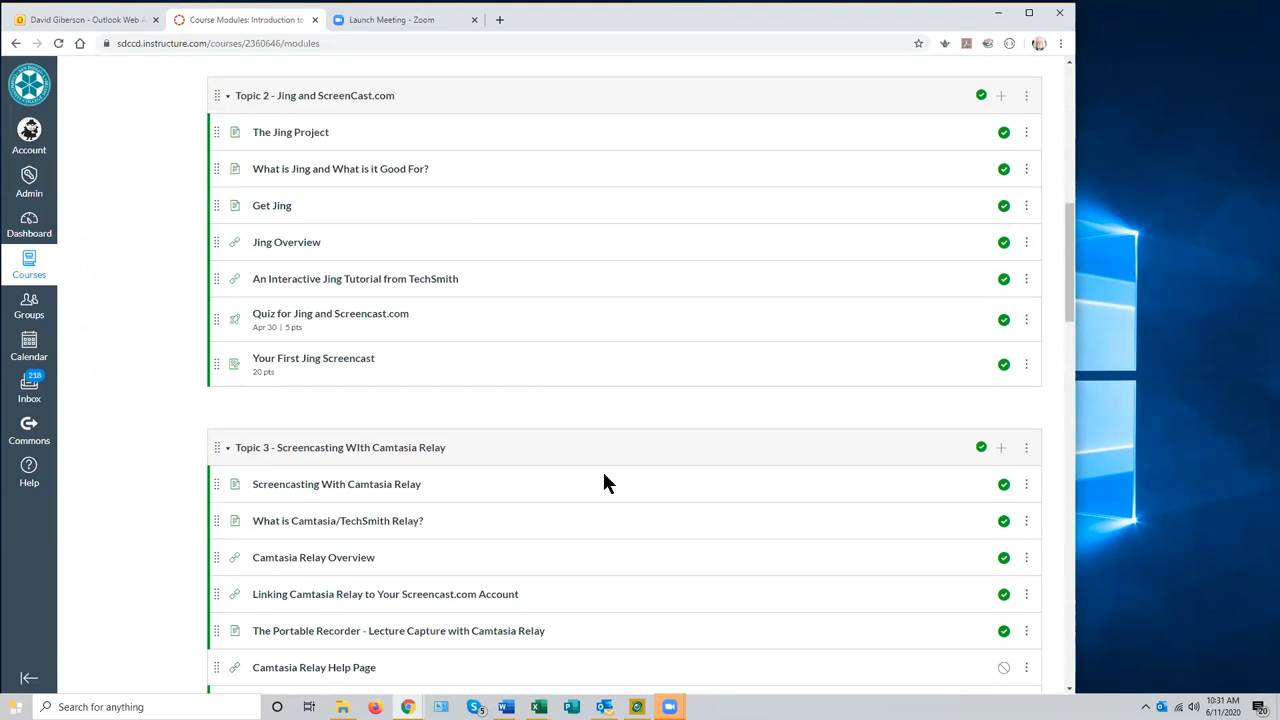 David Giberson - Outlook Web A
Course Modules: Introduction to
Launch Meeting - Zoom
sdccd.instructure.com/courses/2360646/modules
Account
Admin
Dashboard
Courses
Groups
Calendar
218
Inbox
Commons
Help
Topic 2 - Jing and ScreenCast.com
The Jing Project
What is Jing and What is it Good For?
Get Jing
Jing Overview
An Interactive Jing Tutorial from TechSmith
Quiz for Jing and Screencast.com
Apr 30 | 5 pts
Your First Jing Screencast
20 pts
Topic 3 - Screencasting WIth Camtasia Relay
Screencasting With Camtasia Relay
What is Camtasia/TechSmith Relay?
Camtasia Relay Overview
Linking Camtasia Relay to Your Screencast.com Account
The Portable Recorder - Lecture Capture with Camtasia Relay
Camtasia Relay Help Page
Search for anything
5
10:31 AM
6/11/2020
20